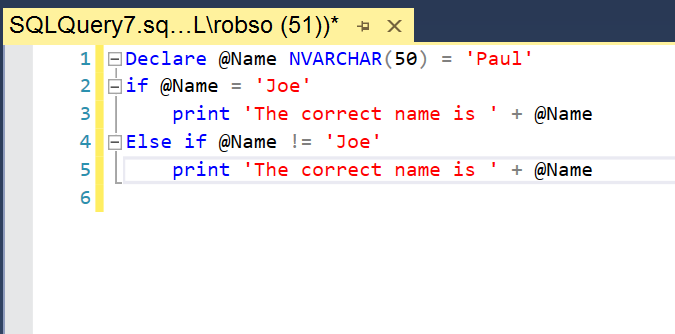 SQLQuery7.sq...L\robso (51))*
1 Declare @Name NVARCHAR(50) = 'Paul'
2 if @Name = 'Joe'
3 print 'The correct name is ' + @Name
4 Else if @Name != 'Joe'
5 print 'The correct name is ' + @Name
6